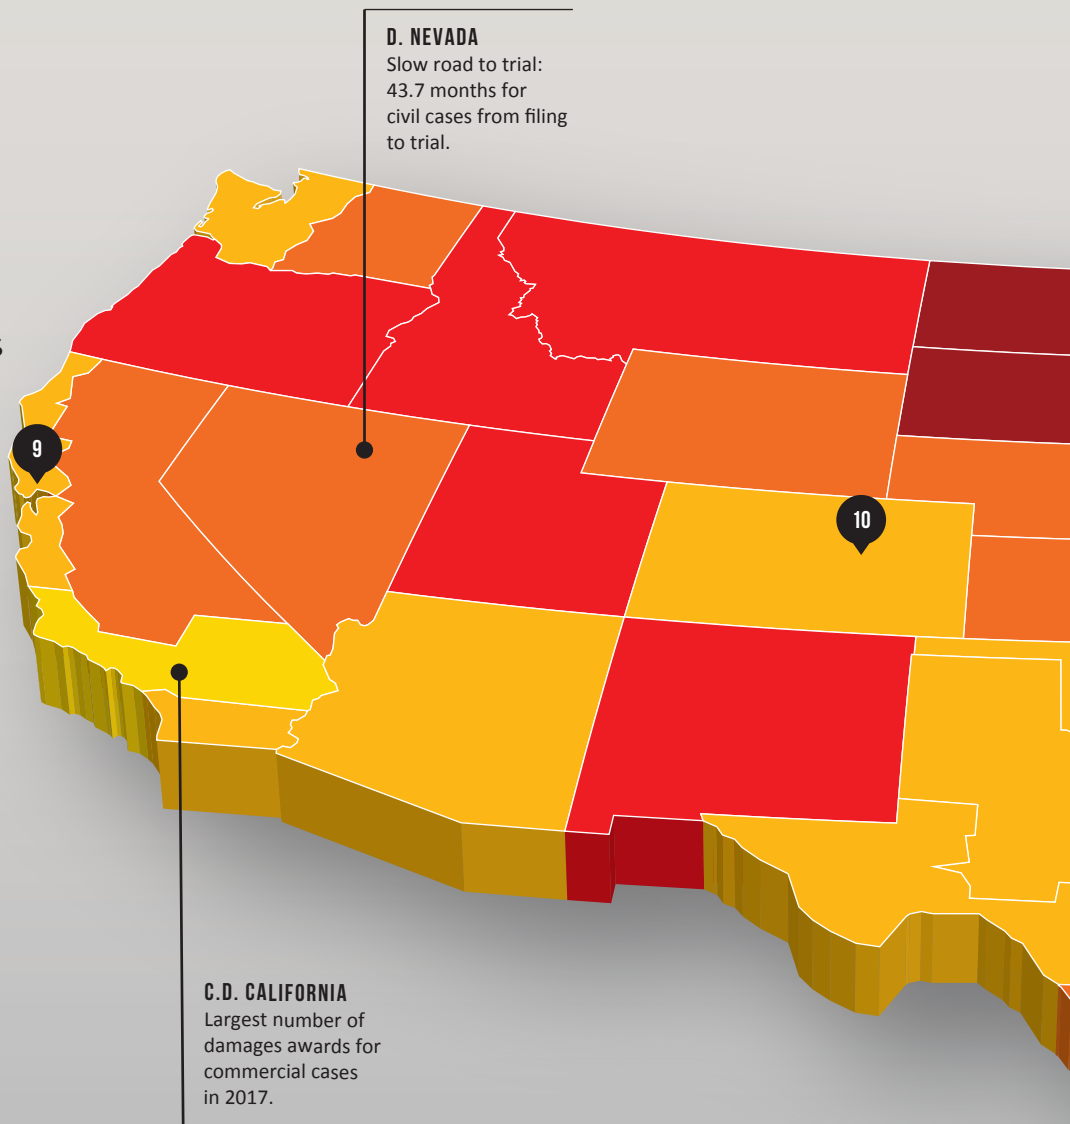 D. NEVADA
Slow road to trial:
43.7 months for
civil cases from filing
to trial.
9
10
C.D. CALIFORNIA
Largest number of
damages awards for
commercial cases
in 2017.